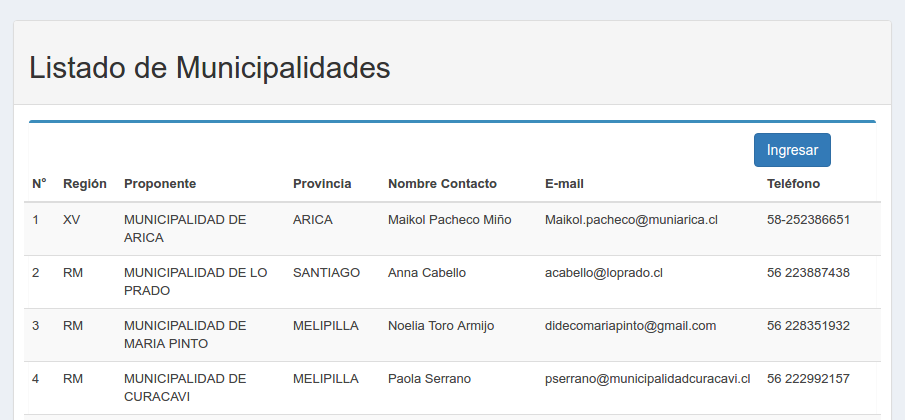 Listado de Municipalidades
Ingresar
N° Región Proponente Provincia Nombre Contacto E-mail Teléfono
1 XV MUNICIPALIDAD DE ARICA Maikol Pacheco Miño Maikol.pacheco@muniarica.cl 58-252386651
ARICA
2 RM MUNICIPALIDAD DE LO SANTIAGO Anna Cabello acabello@loprado.cl 56 223887438
PRADO
3 RM MUNICIPALIDAD DE MELIPILLA Noelia Toro Armijo didecomariapinto@gmail.com 56 228351932
MARIA PINTO
4 RM MUNICIPALIDAD DE MELIPILLA Paola Serrano pserrano@municipalidadcuracavi.cl 56 222992157
CURACAVI